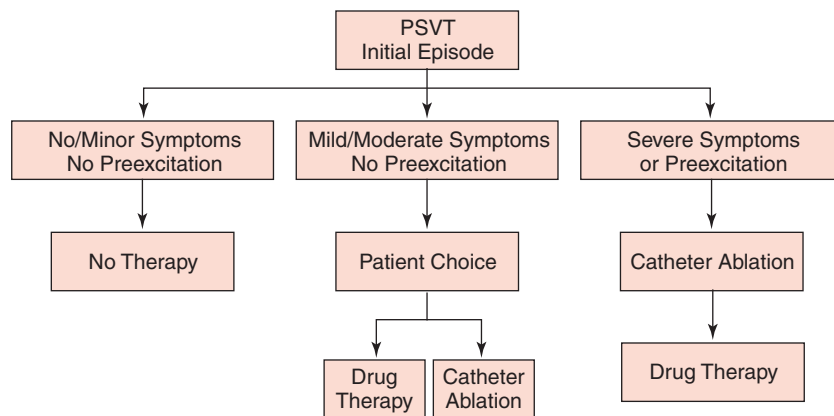 PSVT
Initial Episode
No/Minor Symptoms
No Preexcitation
Mild/Moderate Symptoms
No Preexcitation
Severe Symptoms
or Preexcitation
No Therapy
Patient Choice
Catheter Ablation
Drug
Therapy
Catheter
Ablation
Drug Therapy